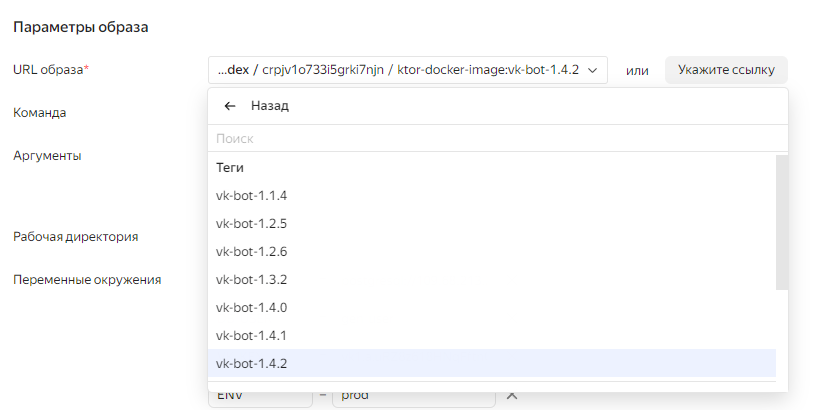 Параметры образа
URL образа*
...dex / crpjv1o733i5grki7njn / ktor-docker-image:vk-bot-1.4.2
или
Укажите ссылку
Команда
Назад
Поиск
Аргументы
Теги
vk-bot-1.1.4
vk-bot-1.2.5
Рабочая директория
vk-bot-1.2.6
Переменные окружения
vk-bot-1.3.2
vk-bot-1.4.0
vk-bot-1.4.1
vk-bot-1.4.2
ENV = prod